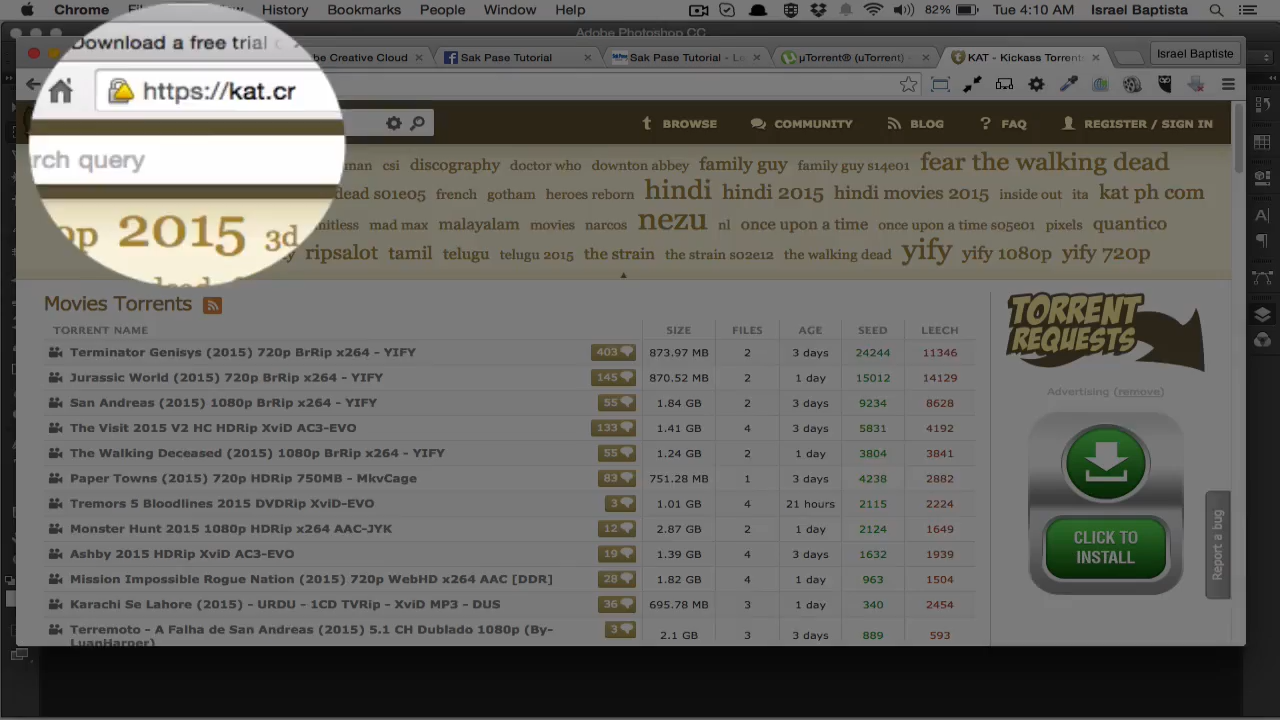 Chrome
History
Bookmarks
People
Window
Help
82%
Tue 4:10 AM
Israel Baptista
Adobe Photoshop CC
Download a free trial
Adobe Creative Cloud
Sak Pase Tutorial
Sak Pase Tutorial - Le
µTorrent® (uTorrent) -
KAT - Kickass Torrents
Israel Baptiste
https://kat.cr
BROWSE
COMMUNITY
BLOG
? FAQ
REGISTER / SIGN IN
rch query
man csi discography doctor who downton abbey family guy family guy s14e01 fear the walking dead
dead s01e05 french gotham heroes reborn hindi hindi 2015 hindi movies 2015 inside out ita kat ph com
op 2015 3d
mitless mad max malayalam movies narcos nezu nl once upon a time once upon a time s05e01 pixels quantico
ripsalot tamil telugu telugu 2015 the strain the strain s02e12 the walking dead yify yify 1080p yify 720p
Movies Torrents
TORRENT NAME SIZE FILES AGE SEED LEECH
Terminator Genisys (2015) 720p BrRip x264 - YIFY 403 873.97 MB 2 3 days 24244 11346
Jurassic World (2015) 720p BrRip x264 - YIFY 145 870.52 MB 2 1 day 15012 14129
San Andreas (2015) 1080p BrRip x264 - YIFY 55 1.84 GB 2 3 days 9234 8628
The Visit 2015 V2 HC HDRip XviD AC3-EVO 133 1.41 GB 4 3 days 5831 4192
The Walking Deceased (2015) 1080p BrRip x264 - YIFY 55 1.24 GB 2 3 days 3804 3841
Paper Towns (2015) 720p HDRip 750MB - MkvCage 83 751.28 MB 1 3 days 4238 2882
Tremors 5 Bloodlines 2015 DVDRip XviD-EVO 3 1.01 GB 4 21 hours 2115 2224
Monster Hunt 2015 1080p HDRip x264 AAC-JYK 12 2.87 GB 2 1 day 2124 1649
Ashby 2015 HDRip XviD AC3-EVO 19 1.39 GB 4 3 days 1632 1939
Mission Impossible Rogue Nation (2015) 720p WebHD x264 AAC [DDR] 28 1.82 GB 4 1 day 963 1504
Karachi Se Lahore (2015) - URDU - 1CD TVRip - XviD MP3 - DUS 36 695.78 MB 3 1 day 340 2454
Terremoto - A Falha de San Andreas (2015) 5.1 CH Dublado 1080p (By- 3 2.1 GB 3 3 days 889 593
LuanHarper)
TORRENT
REQUESTS
Advertising (remove)
CLICK TO
INSTALL
Report a bug